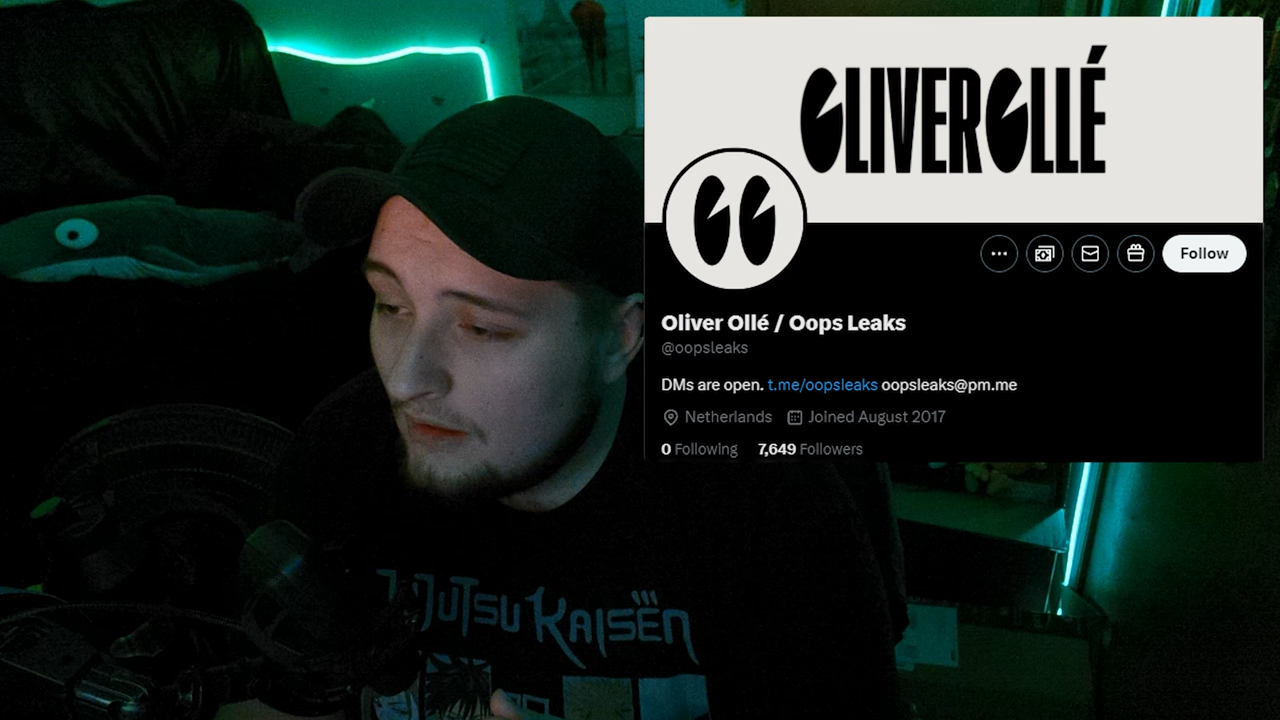 OLIVEROLLÉ
Follow
Oliver Ollé / Oops Leaks
@oopsleaks
DMs are open. t.me/oopsleaks oopsleaks@pm.me
Netherlands Joined August 2017
0 Following 7,649 Followers
JUJUTSU KAISEN